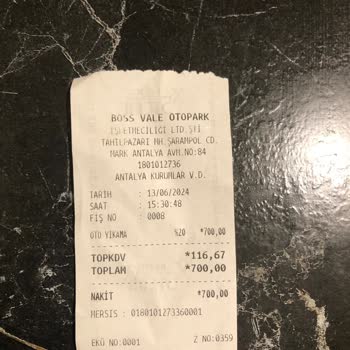 BOSS VALE OTOPARK
İŞLETMECİLİĞİ LTD ŞTİ
TAHILPAZARI MH.ŞARAMPOL CD.
MARK ANTALYA AVM.NO:84
1801012736
ANTALYA KURUMLAR V.D.
TARİH : 13/06/2024
SAAT : 15:30:48
FİŞ NO : 0008
OTO YIKAMA %20 *700,00
TOPKDV *116,67
TOPLAM *700,00
NAKİT *700,00
MERSIS : 0180101273360001
EKÜ NO:0001 Z NO:0359